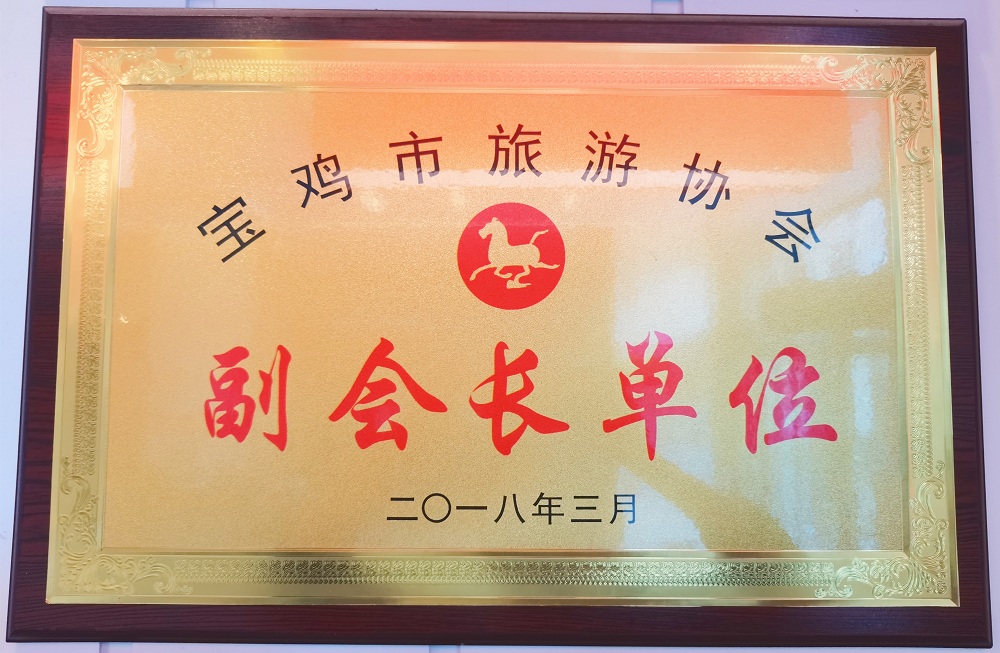 宝鸡市旅游协会
副会长单位
二〇一八年三月